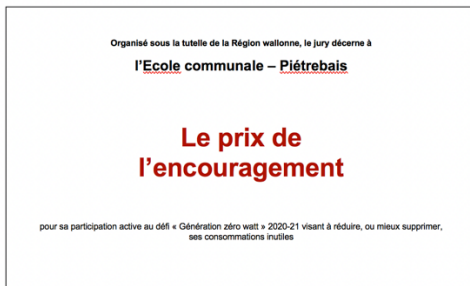 Organisé sous la tutelle de la Région wallonne, le jury décerne à
l'Ecole communale – Piétrebais
Le prix de
l'encouragement
pour sa participation active au défi « Génération zéro watt » 2020-21 visant à réduire, ou mieux supprimer,
ses consommations inutiles